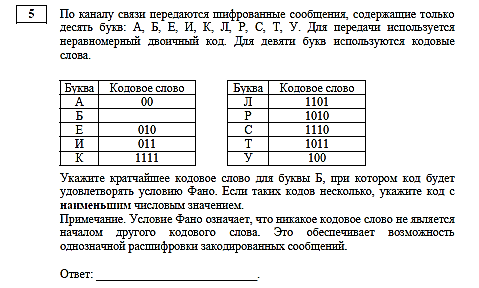 5
По каналу связи передаются шифрованные сообщения, содержащие только
десять букв: А, Б, Е, И, К, Л, Р, С, Т, У. Для передачи используется
неравномерный двоичный код. Для девяти букв используются кодовые
слова.
Буква Кодовое слово Буква Кодовое слово
А 00 Л 1101
Б Р 1010
Е 010 С 1110
И 011 Т 1011
К 1111 У 100
Укажите кратчайшее кодовое слово для буквы Б, при котором код будет
удовлетворять условию Фано. Если таких кодов несколько, укажите код с
наименьшим числовым значением.
Примечание. Условие Фано означает, что никакое кодовое слово не является
началом другого кодового слова. Это обеспечивает возможность
однозначной расшифровки закодированных сообщений.
Ответ: ___________________________.